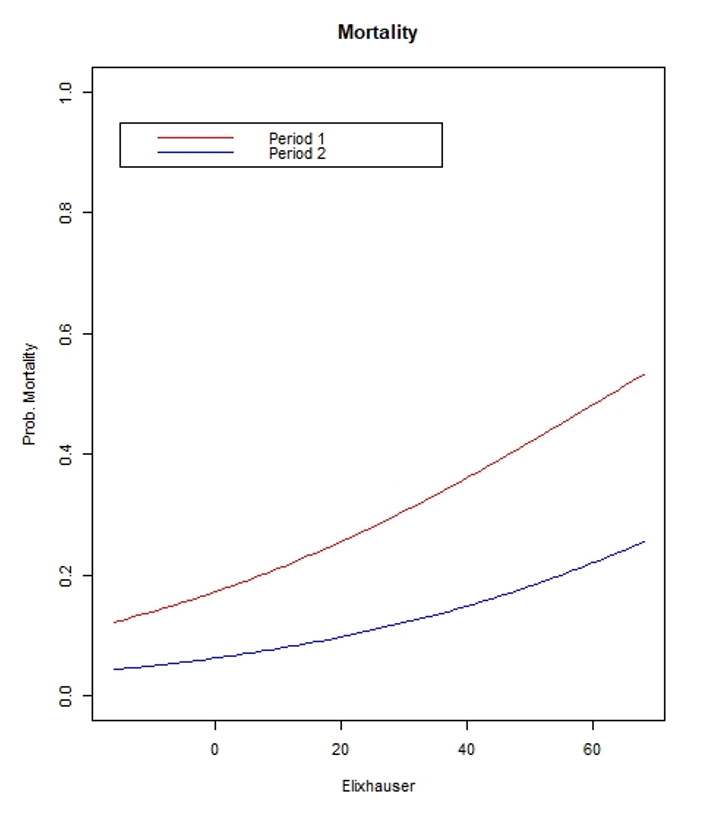 Mortality
1.0
Period 1
Period 2
0.8
0.6
Prob. Mortality
0.4
0.2
0.0
0 20 40 60
Elixhauser